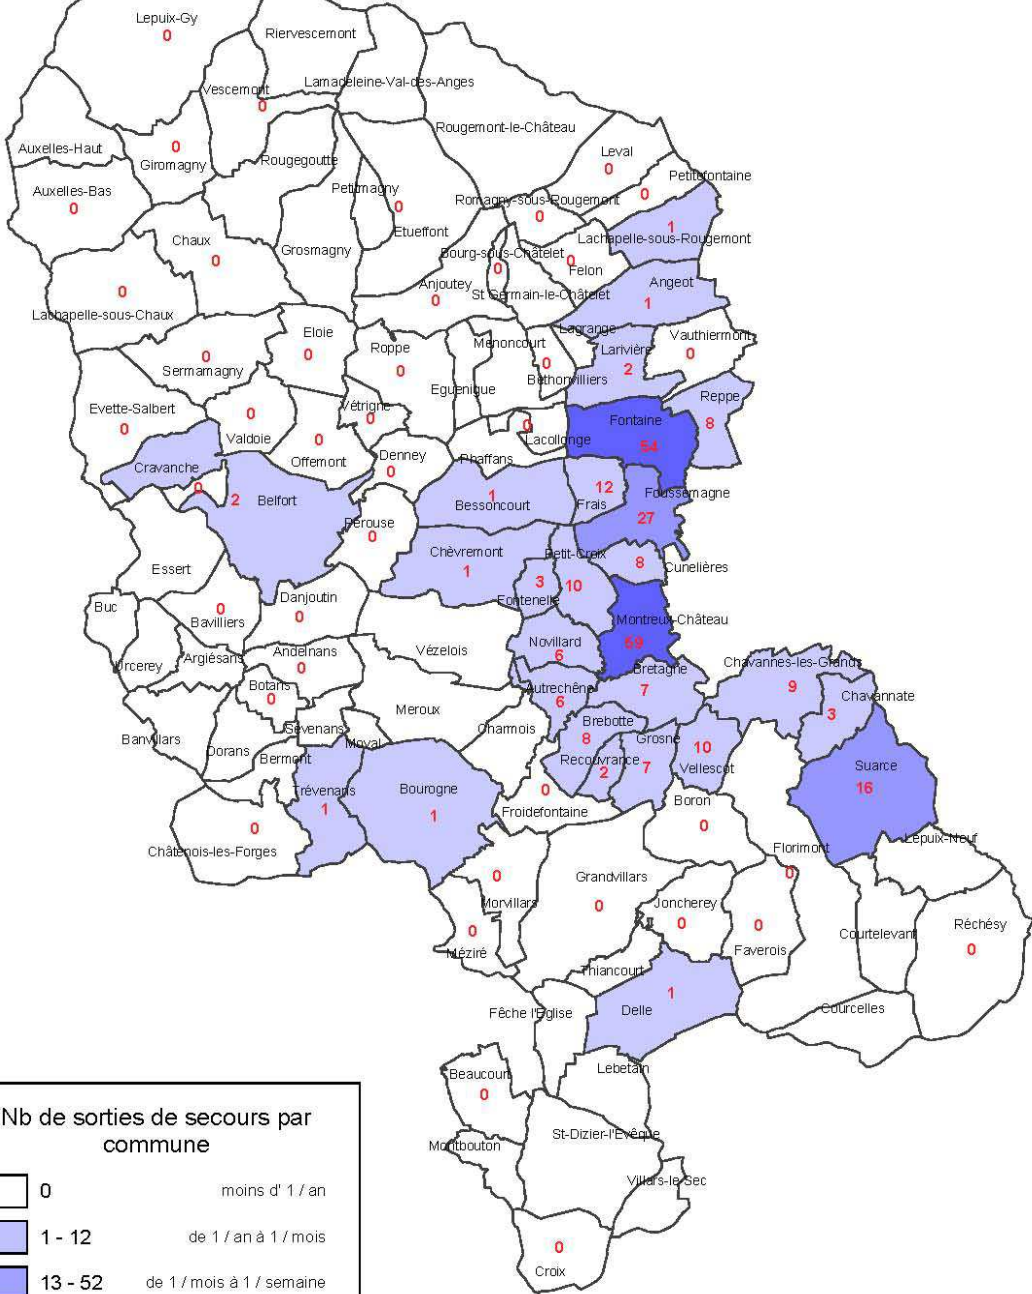 Lepuix-Gy
0
Riervescemont
Lamadeleine-Val-des-Anges
Vescemont
0
Rougemont-le-Château
Auxelles-Haut
0
Giromagny
Rougegoutte
Leval
0
Petitefontaine
0
Auxelles-Bas
0
Petitmagny
0
Etueffont
Romagny-sous-Rougemont
0
1
Lachapelle-sous-Rougemont
Chaux
0
Grosmagny
Bourg-sous-Châtelet
0
0
Felon
Anjoutey
0
St Germain-le-Châtelet
Angeot
1
0
Lachapelle-sous-Chaux
Eloie
0
Roppe
0
Menoncourt
Lagrange
Larivière
2
Vauthiermont
0
0
Sermamagny
0
Bethonvilliers
Eguenigue
Reppe
8
Evette-Salbert
0
0
Valdoie
Vétrigne
0
0
Offemont
0
Lacollonge
Fontaine
54
Denney
0
Phaffans
Cravanche
0
2
Belfort
1
Bessoncourt
12
Frais
Foussemagne
27
Pérouse
0
Chèvremont
1
Petit-Croix
10
8
Cunelières
3
Fontenelle
Essert
Buc
0
Bavilliers
Danjoutin
0
Montreux-Château
59
Novillard
6
Urcerey
Argiésans
Andelnans
0
Vézelois
Bretagne
7
Chavannes-les-Grands
9
Botans
0
Autrechêne
6
Chavannate
3
Meroux
Banvillars
Dorans
Sévenans
Moval
Charmois
Brebotte
8
Grosne
7
10
Vellescot
Bermont
Recouvrance
2
Suarce
16
Trévenans
1
Bourogne
1
0
Froidefontaine
Boron
0
0
Châtenois-les-Forges
Lepuix-Neuf
Florimont
0
0
Morvillars
Grandvillars
0
Joncherey
0
0
Faverois
Courtelevant
Réchésy
0
0
Méziré
Thiancourt
1
Delle
Courcelles
Fêche l'Eglise
Lebetain
Beaucourt
0
Montbouton
St-Dizier-l'Evêque
Villars-le-Sec
0
Croix
Nb de sorties de secours par
commune
0 moins d' 1 / an
1 - 12 de 1 / an à 1 / mois
13 - 52 de 1 / mois à 1 / semaine